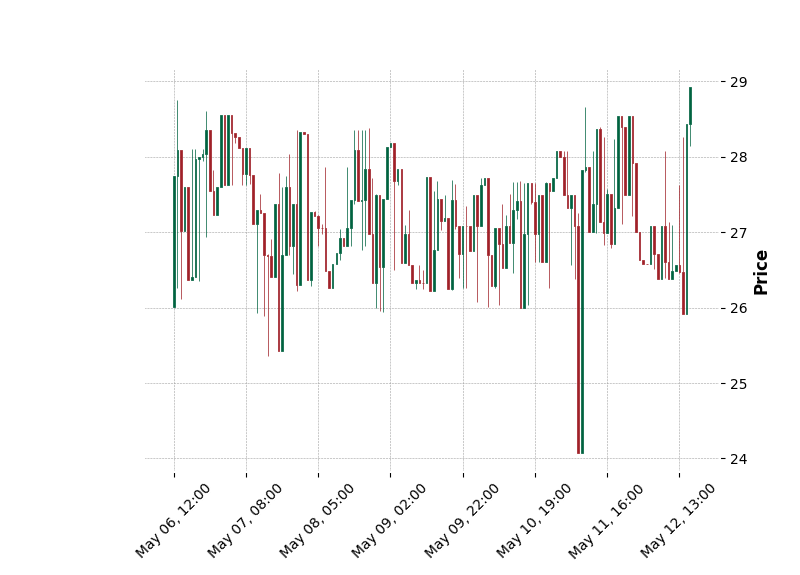 29
28
27
26
25
24
Price
May 06, 12:00
May 07, 08:00
May 08, 05:00
May 09, 02:00
May 09, 22:00
May 10, 19:00
May 11, 16:00
May 12, 13:00